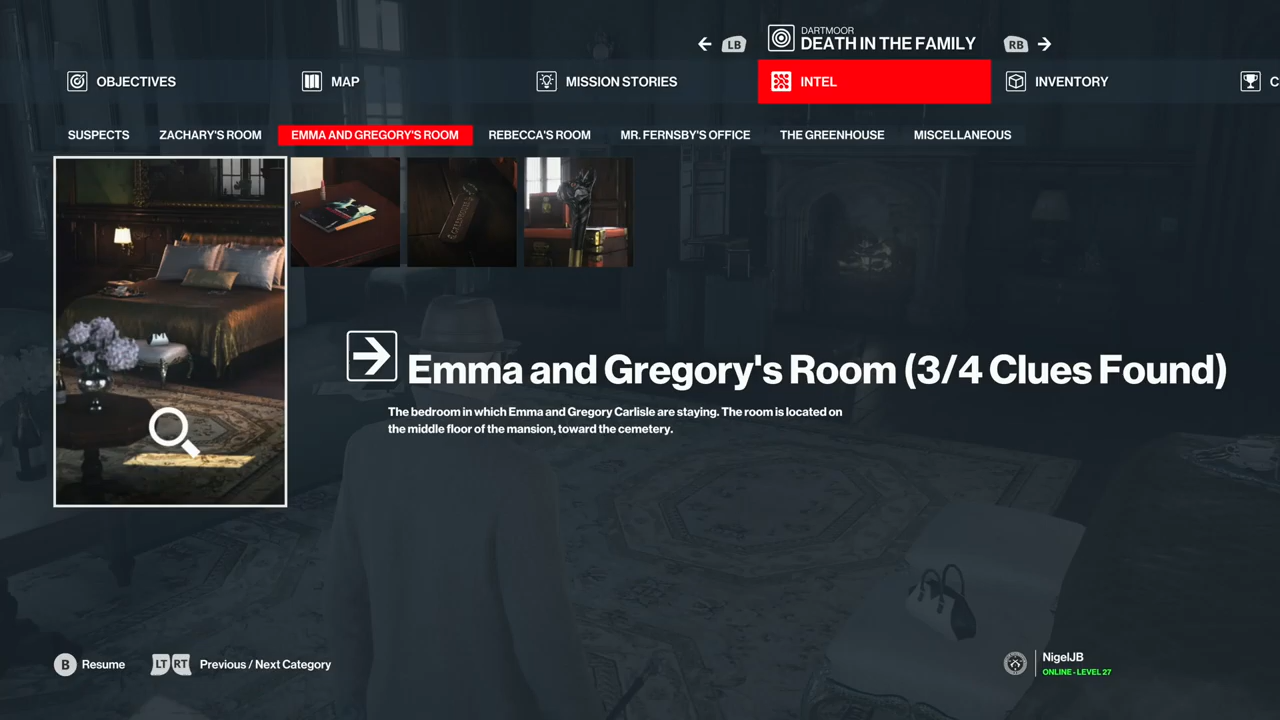 DARTMOOR
LB DEATH IN THE FAMILY RB
OBJECTIVES MAP MISSION STORIES INTEL INVENTORY C
SUSPECTS ZACHARY'S ROOM EMMA AND GREGORY'S ROOM REBECCA'S ROOM MR. FERNSBY'S OFFICE THE GREENHOUSE MISCELLANEOUS
Emma and Gregory's Room (3/4 Clues Found)
The bedroom in which Emma and Gregory Carlisle are staying. The room is located on
the middle floor of the mansion, toward the cemetery.
B Resume LT RT Previous / Next Category
NigelJB
ONLINE - LEVEL 27